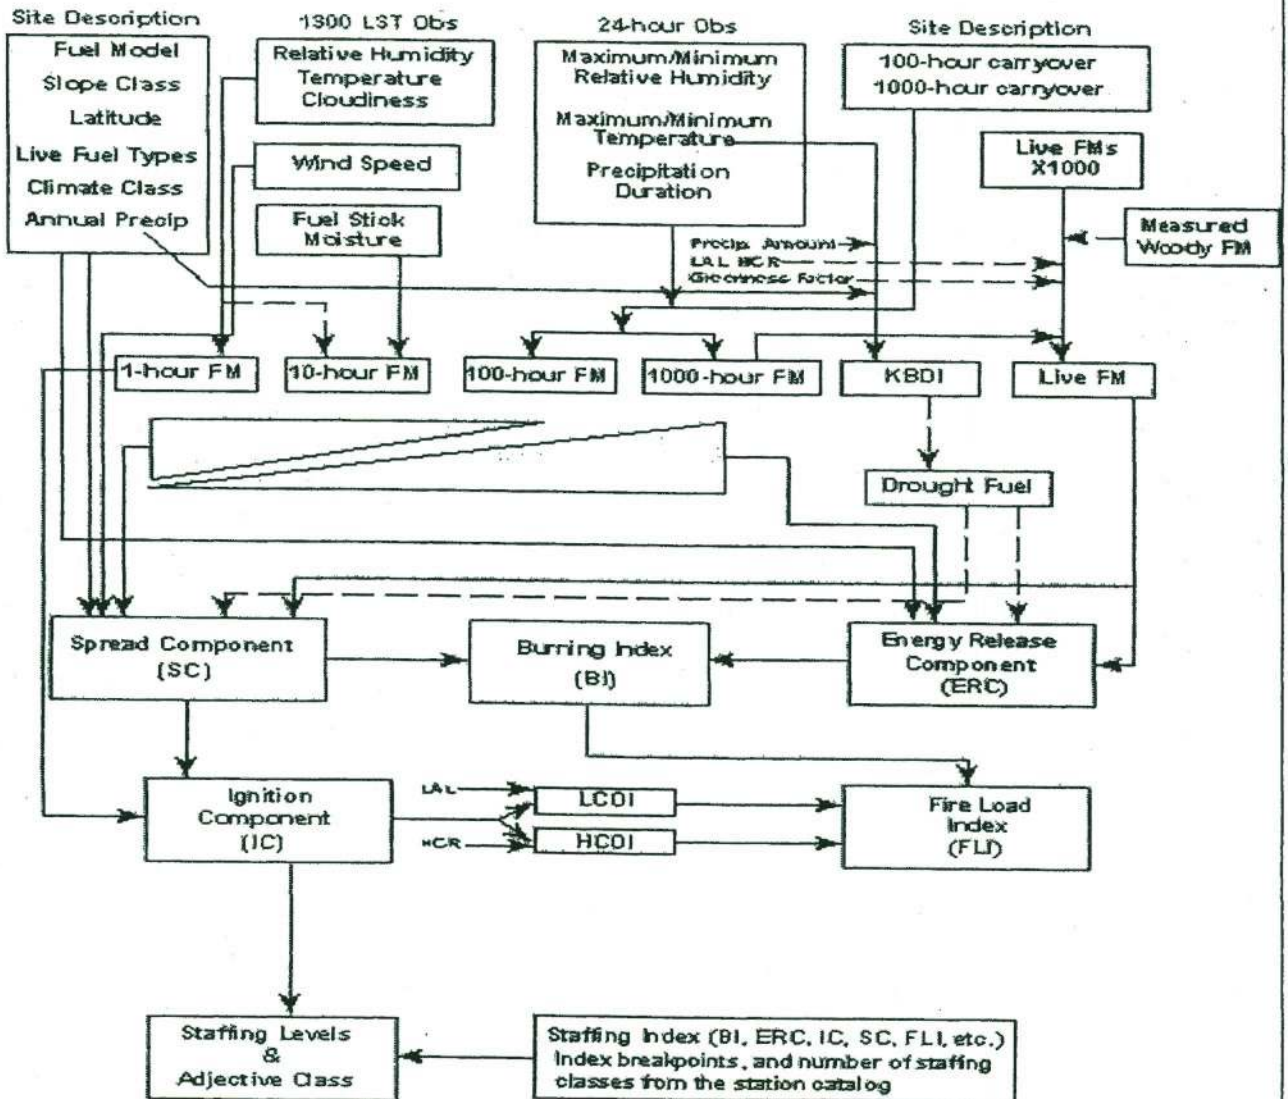 Site Description
Fuel Model
Slope Class
Latitude
Live Fuel Types
Climate Class
Annual Precip
1300 LST Obs
Relative Humidity
Temperature
Cloudiness
Wind Speed
Fuel Stick
Moisture
24-hour Obs
Maximum/Minimum
Relative Humidity
Maximum/Minimum
Temperature
Precipitation
Duration
Site Description
100-hour carryover
1000-hour carryover
Live FMs
X1000
Measured
Woody FM
Precip. Amount
LAL MCR
Greenness Factor
1-hour FM
10-hour FM
100-hour FM
1000-hour FM
KBDI
Live FM
Drought Fuel
Spread Component
(SC)
Burning Index
(BI)
Energy Release
Component
(ERC)
Ignition
Component
(IC)
LAL
MCR
LCOI
HCOI
Fire Load
Index
(FLI)
Staffing Levels
&
Adjective Class
Staffing Index (BI, ERC, IC, SC, FLI, etc.)
Index breakpoints, and number of staffing
classes from the station catalog